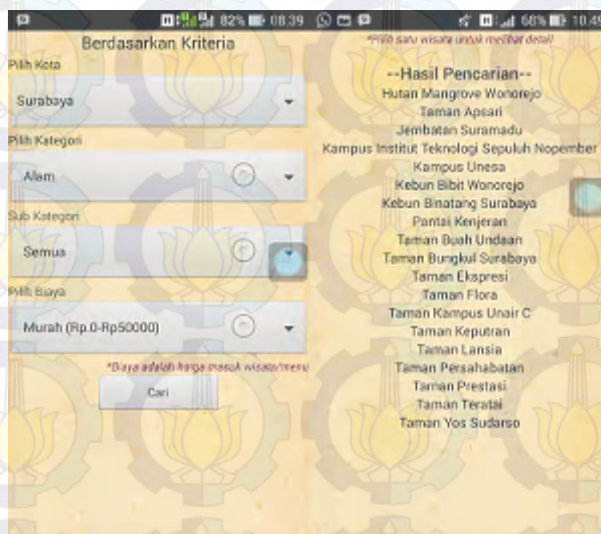 82% 08.39
Berdasarkan Kriteria
Pilih Kota
Surabaya
Pilih Kategori
Alam
Sub Kategori
Semua
Pilih Biaya
Murah (Rp.0-Rp50000)
*Biaya adalah harga masuk wisata/menu
Cari
68% 10.49
*Pilih satu wisata untuk melihat detail
--Hasil Pencarian--
Hutan Mangrove Wonorejo
Taman Apsari
Jembatan Suramadu
Kampus Institut Teknologi Sepuluh Nopember
Kampus Unesa
Kebun Bibit Wonorejo
Kebun Binatang Surabaya
Pantai Kenjeran
Taman Buah Undaan
Taman Bungkul Surabaya
Taman Ekspresi
Taman Flora
Taman Kampus Unair C
Taman Keputran
Taman Lansia
Taman Persahabatan
Taman Prestasi
Taman Teratai
Taman Yos Sudarso